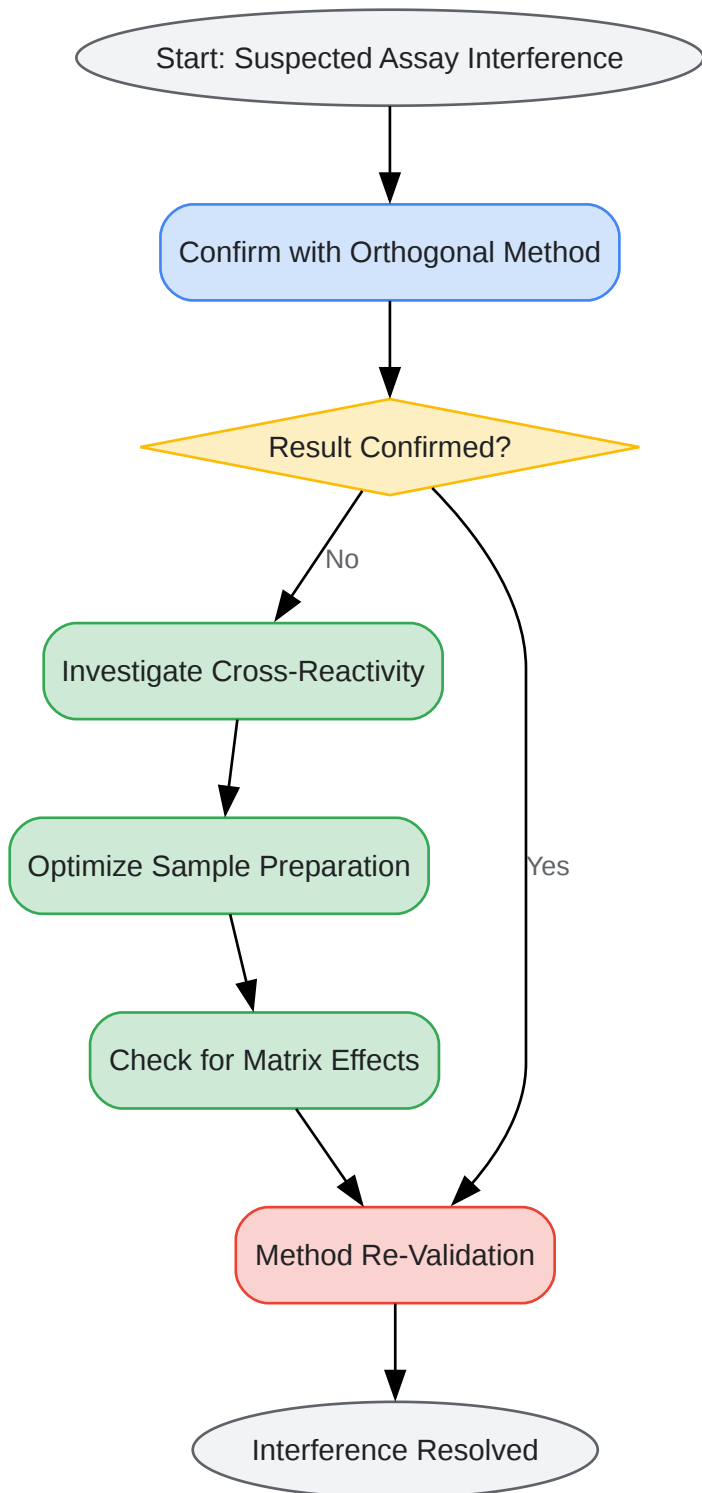 Start: Suspected Assay Interference
Confirm with Orthogonal Method
Result Confirmed?
No
Investigate Cross-Reactivity
Optimize Sample Preparation
Yes
Check for Matrix Effects
Method Re-Validation
Interference Resolved